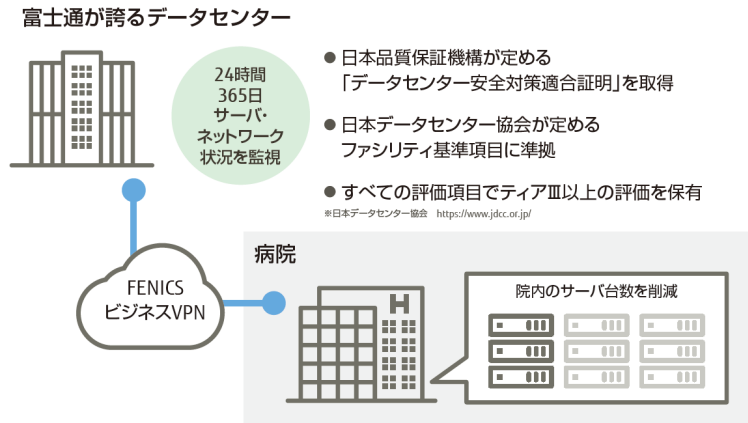 富士通が誇るデータセンター
24時間
365日
サーバ・
ネットワーク
状況を監視
● 日本品質保証機構が定める
「データセンター安全対策適合証明」を取得
● 日本データセンター協会が定める
ファシリティ基準項目に準拠
● すべての評価項目でティアⅢ以上の評価を保有
※日本データセンター協会 https://www.jdcc.or.jp/
FENICS
ビジネスVPN
病院
H
院内のサーバ台数を削減